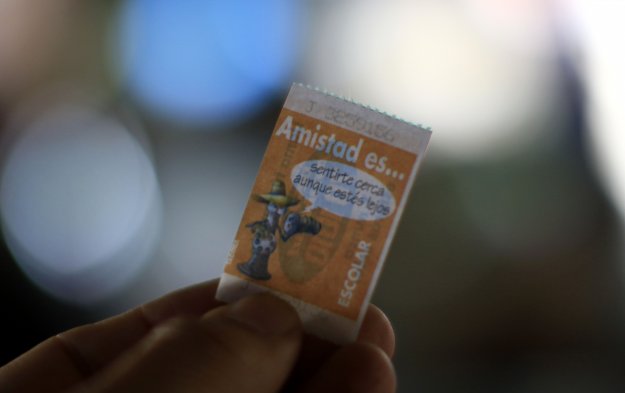 Amistad es...
sentirte cerca
aunque estés lejos
ESCOLAR